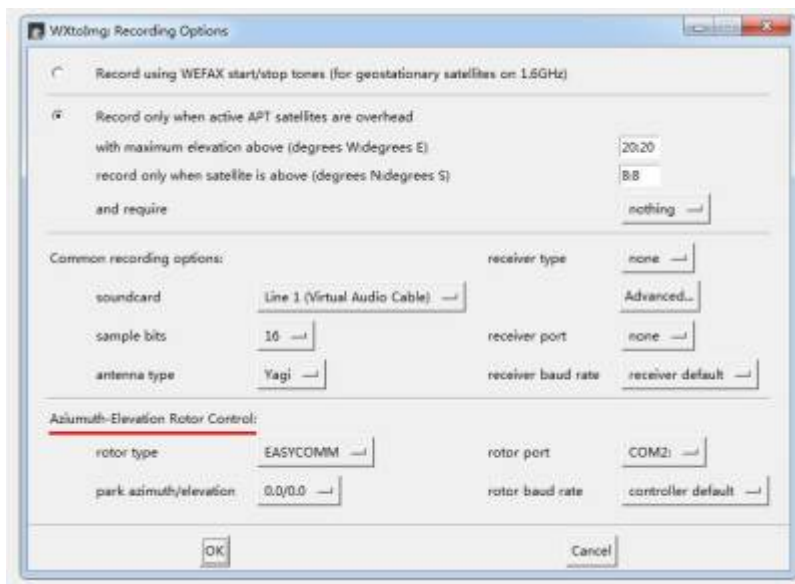 WXtoImg: Recording Options
Record using WEFAX start/stop tones (for geostationary satellites on 1.6GHz)
Record only when active APT satellites are overhead
with maximum elevation above (degrees W:degrees E) 20:20
record only when satellite is above (degrees N:degrees S) 8:8
and require nothing
Common recording options: receiver type none
soundcard Line 1 (Virtual Audio Cable) Advanced...
sample bits 16 receiver port none
antenna type Yagi receiver baud rate receiver default
Aziumuth-Elevation Rotor Control:
rotor type EASYCOMM rotor port COM2:
park azimuth/elevation 0.0/0.0 rotor baud rate controller default
OK Cancel